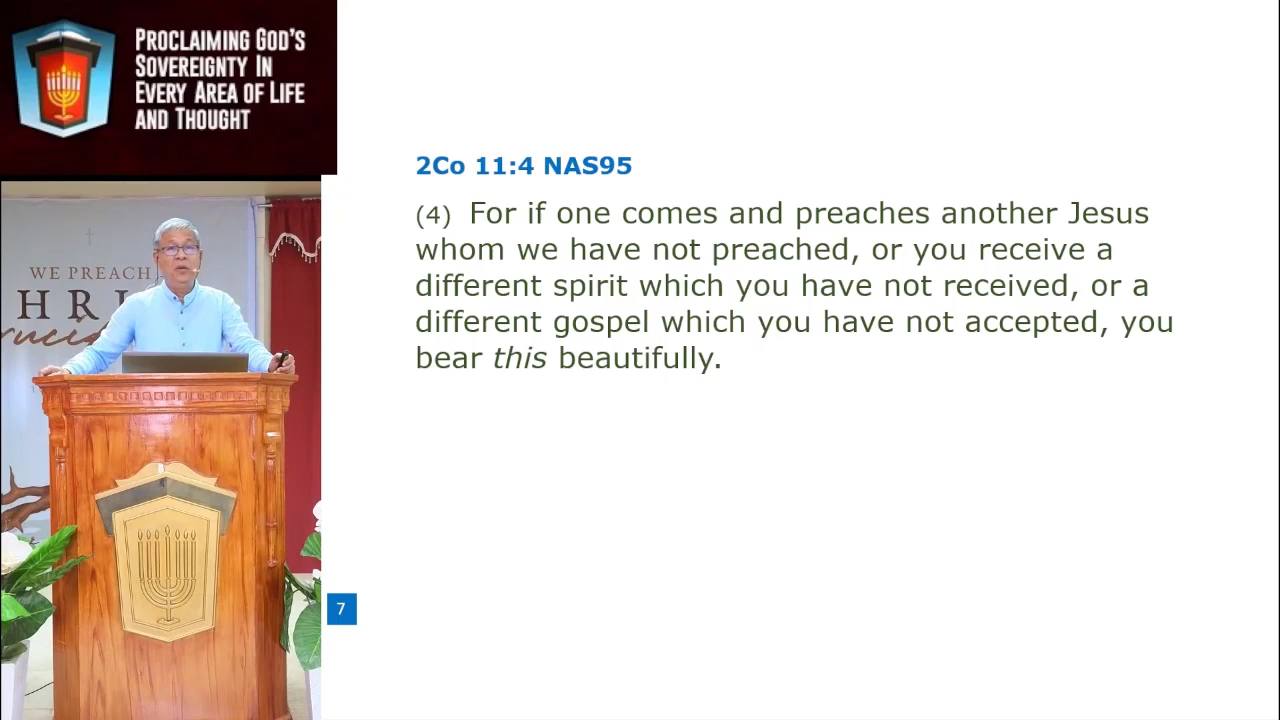 PROCLAIMING GOD'S
SOVEREIGNTY IN
EVERY AREA OF LIFE
AND THOUGHT
2Co 11:4 NAS95
(4) For if one comes and preaches another Jesus
whom we have not preached, or you receive a
different spirit which you have not received, or a
different gospel which you have not accepted, you
bear this beautifully.
WE PREACH
HRI
ruci
7